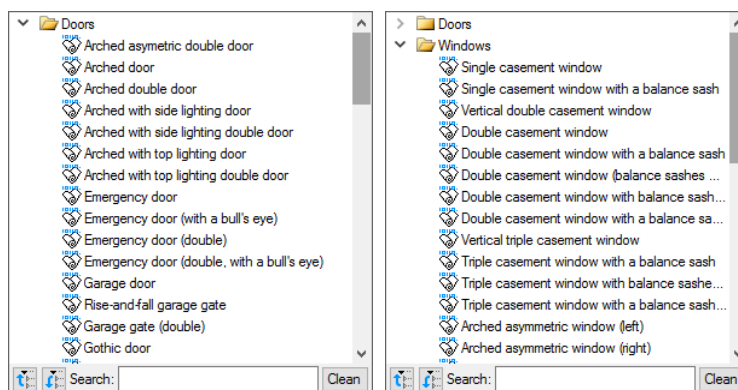 Doors
Arched asymetric double door
Arched door
Arched double door
Arched with side lighting door
Arched with side lighting double door
Arched with top lighting door
Arched with top lighting double door
Emergency door
Emergency door (with a bull's eye)
Emergency door (double)
Emergency door (double, with a bull's eye)
Garage door
Rise-and-fall garage gate
Garage gate (double)
Gothic door
Search:
Clean
Doors
Windows
Single casement window
Single casement window with a balance sash
Vertical double casement window
Double casement window
Double casement window with a balance sash
Double casement window (balance sashes ...
Double casement window with balance sash...
Double casement window with a balance sa...
Vertical triple casement window
Triple casement window with a balance sash
Triple casement window with balance sashe...
Triple casement window with a balance sash...
Arched asymmetric window (left)
Arched asymmetric window (right)
Search:
Clean